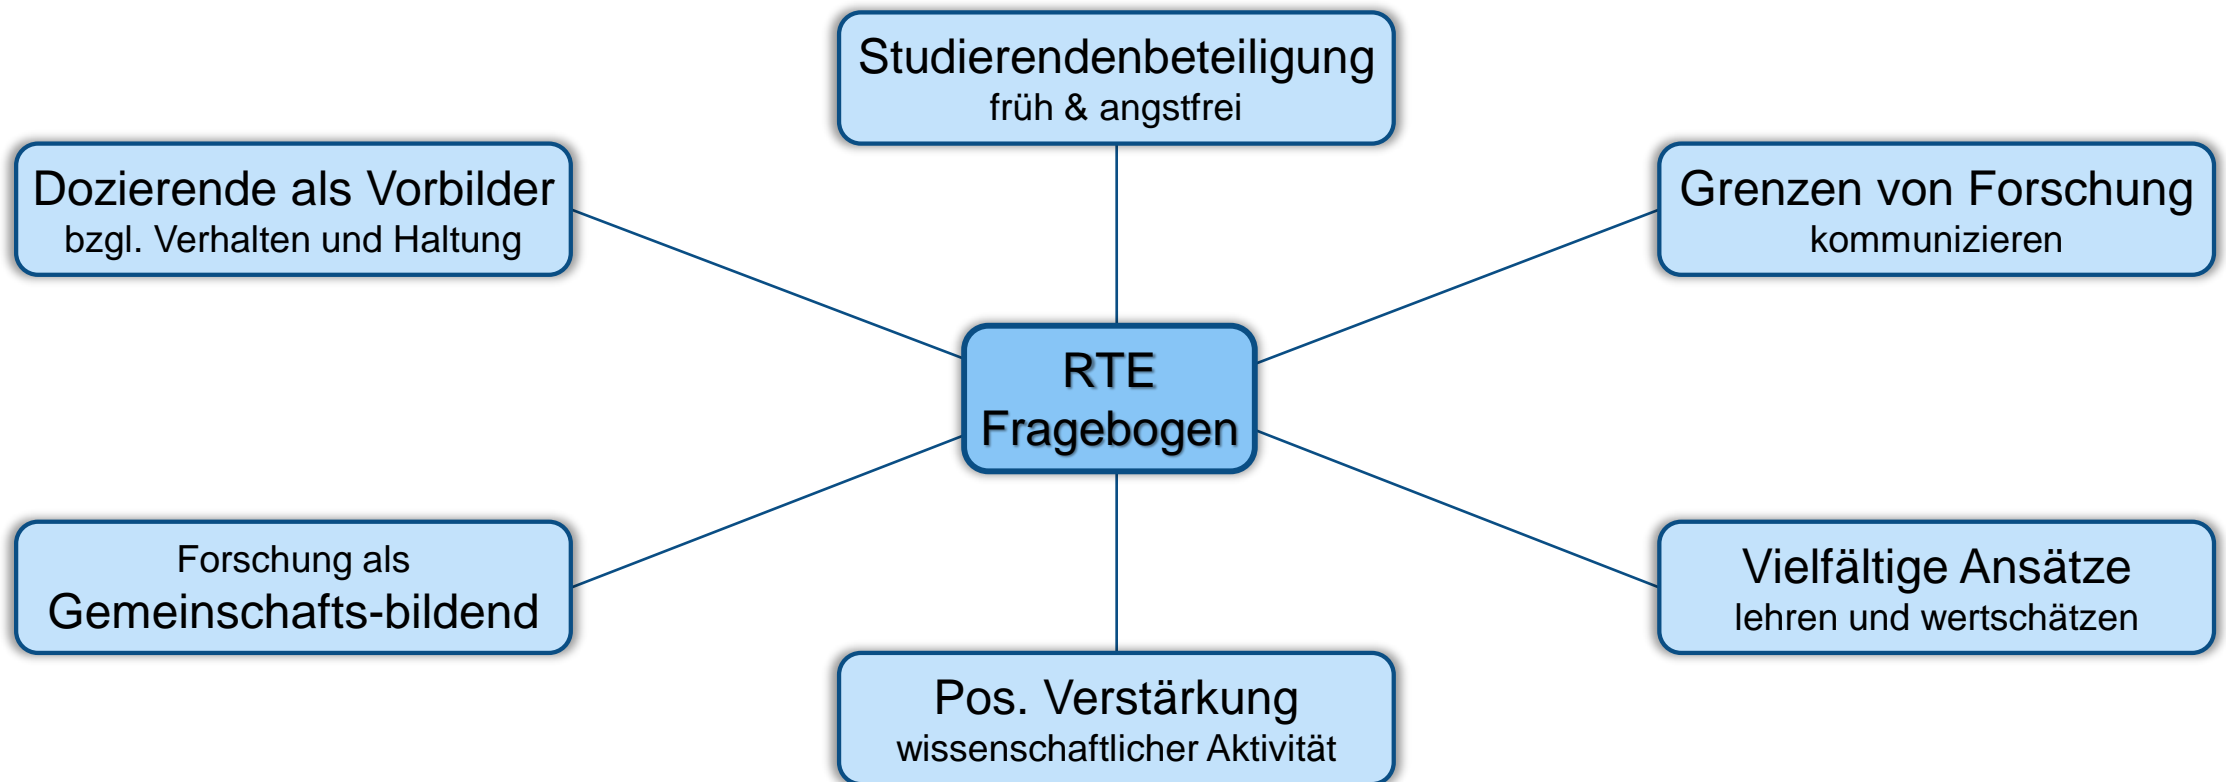 Studierendenbeteiligung
früh & angstfrei
Dozierende als Vorbilder
bzgl. Verhalten und Haltung
Grenzen von Forschung
kommunizieren
RTE
Fragebogen
Forschung als
Gemeinschafts-bildend
Vielfältige Ansätze
lehren und wertschätzen
Pos. Verstärkung
wissenschaftlicher Aktivität